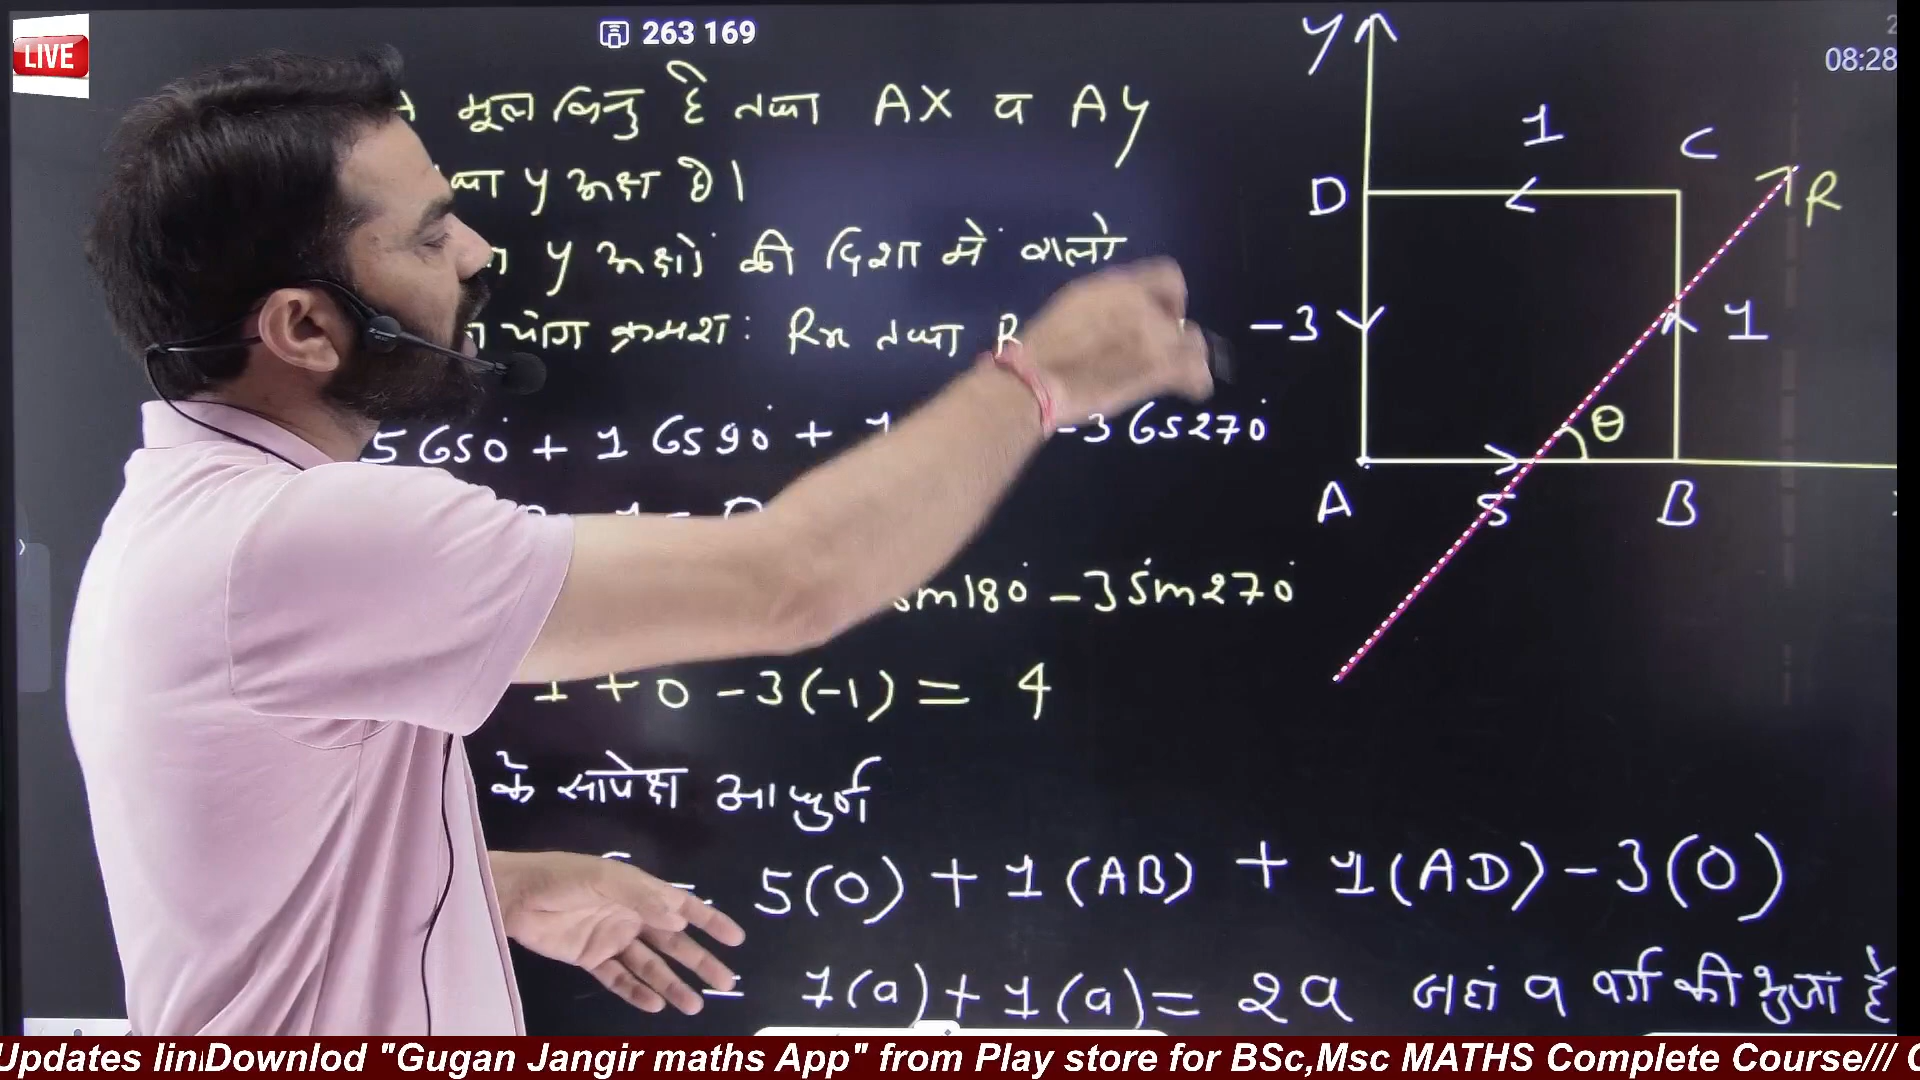 LIVE
263 169
08:28
मूल बिन्दु है तथा AX व AY
तथा y अक्ष है।
y अक्षों की दिशा में बलों
योग क्रमशः Rx तथा R
5 Cos0° + 1 Cos90° + 1 -3 Cos270°
Sin180° - 3 Sin270°
1 + 0 - 3(-1) = 4
के सापेक्ष आघूर्ण
= 5(0) + 1(AB) + 1(AD) - 3(0)
= 1(a) + 1(a) = 2a जहां a वर्ग की भुजा है
y
1
C
D
R
-3
1
θ
A
5
B
Updates lin
Downlod "Gugan Jangir maths App" from Play store for BSc,Msc MATHS Complete Course///